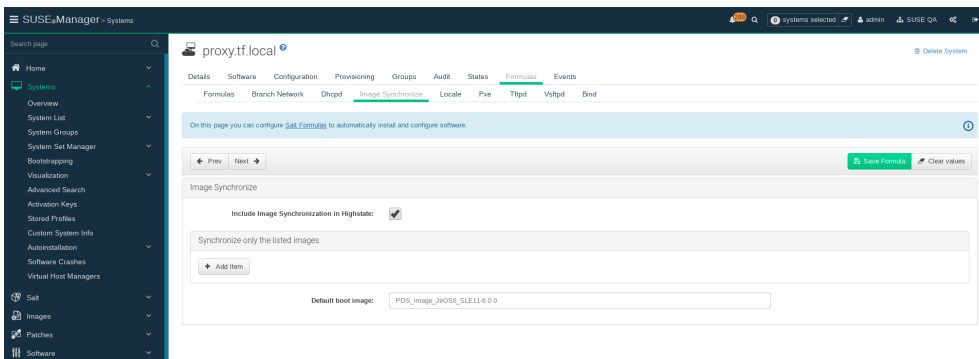 SUSE®Manager > Systems
systems selected
admin
SUSE QA
Search page
Home
Systems
Overview
System List
System Groups
System Set Manager
Bootstrapping
Visualization
Advanced Search
Activation Keys
Stored Profiles
Custom System Info
Autoinstallation
Software Crashes
Virtual Host Managers
Salt
Images
Patches
Software
proxy.tf.local ?
Delete System
Details Software Configuration Provisioning Groups Audit States Formulas Events
Formulas Branch Network Dhcpd Image Synchronize Locale Pxe Tftpd Vsftpd Bind
On this page you can configure Salt Formulas to automatically install and configure software.
Prev Next
Save Formula Clear values
Image Synchronize
Include Image Synchronization in Highstate:
Synchronize only the listed images
+ Add Item
Default boot image: POS_Image_JeOS6_SLE11-6.0.0